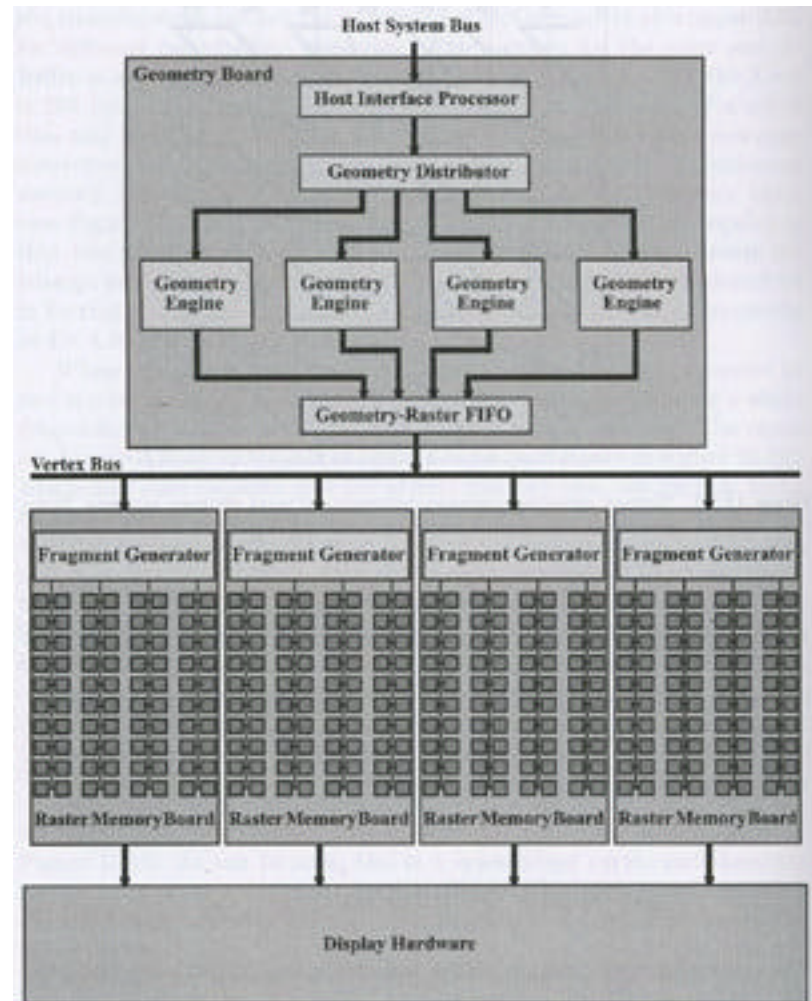 Host System Bus
Geometry Board
Host Interface Processor
Geometry Distributor
Geometry Geometry Geometry Geometry
Engine Engine Engine Engine
Geometry-Raster FIFO
Vertex Bus
Fragment Generator Fragment Generator Fragment Generator Fragment Generator
Raster Memory Board Raster Memory Board Raster Memory Board Raster Memory Board
Display Hardware